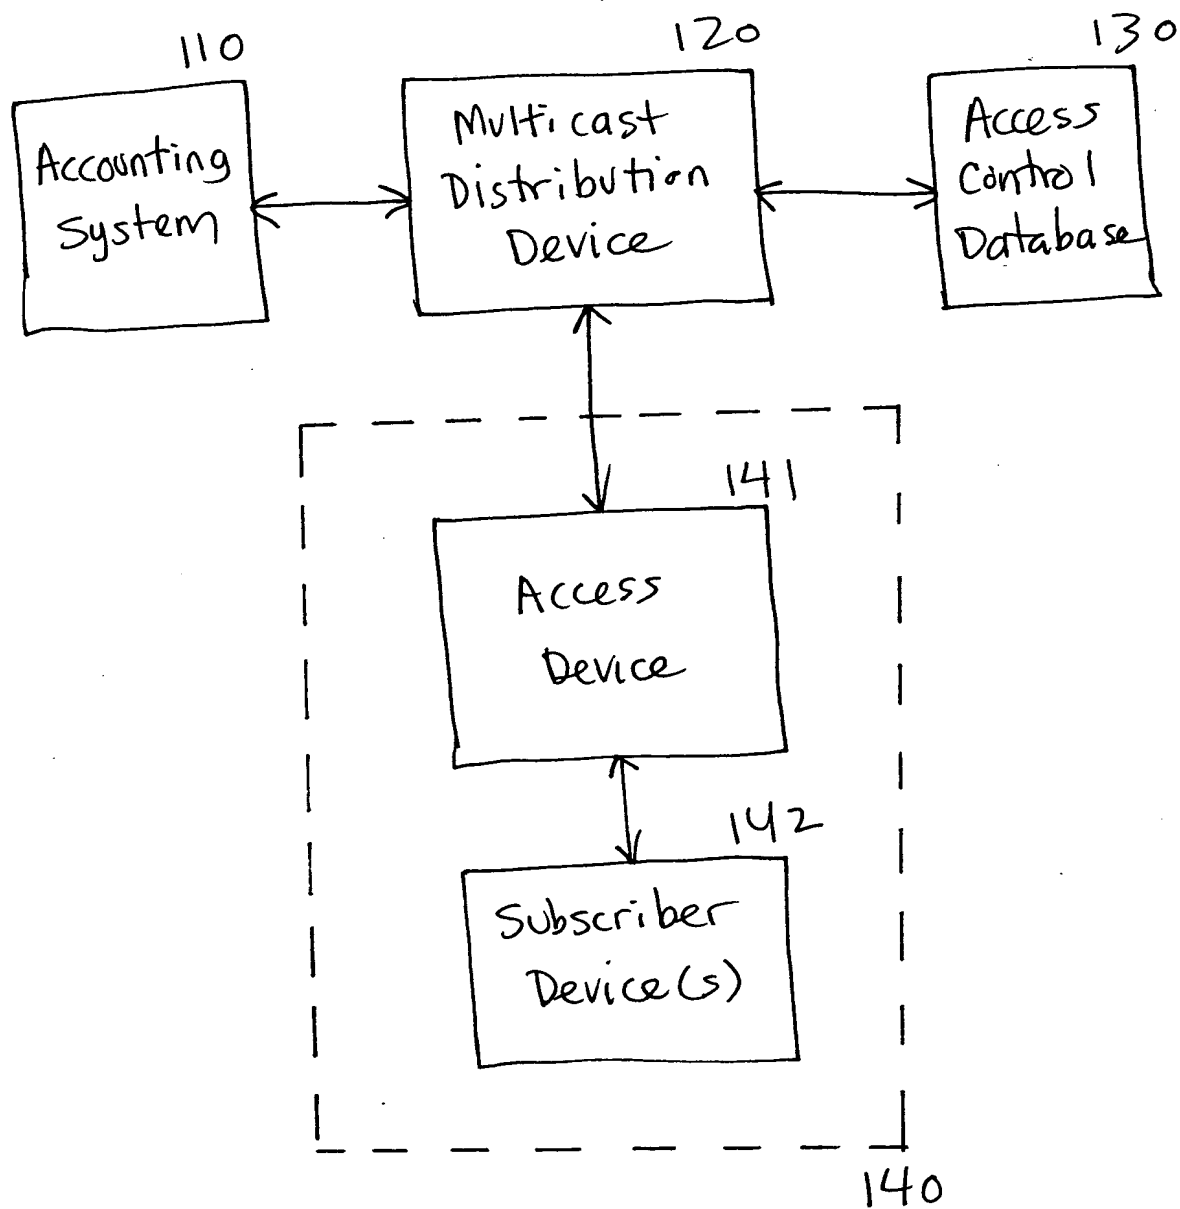 110
Accounting
System
120
Multicast
Distribution
Device
130
Access
Control
Database
141
Access
Device
142
Subscriber
Device(s)
140